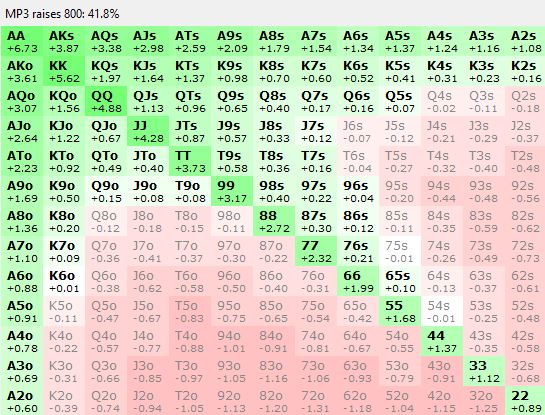 MP3 raises 800: 41.8%
AA AKs AQs AJs ATs A9s A8s A7s A6s A5s A4s A3s A2s
+6.73 +3.87 +3.38 +2.98 +2.59 +2.09 +1.79 +1.54 +1.34 +1.37 +1.24 +1.16 +1.08
AKo KK KQs KJs KTs K9s K8s K7s K6s K5s K4s K3s K2s
+3.61 +5.62 +1.97 +1.64 +1.37 +0.98 +0.70 +0.60 +0.52 +0.41 +0.31 +0.23 +0.16
AQo KQo QQ QJs QTs Q9s Q8s Q7s Q6s Q5s Q4s Q3s Q2s
+3.07 +1.56 +4.88 +1.13 +0.96 +0.65 +0.40 +0.17 +0.16 +0.07 -0.02 -0.11 -0.18
AJo KJo QJo JJ JTs J9s J8s J7s J6s J5s J4s J3s J2s
+2.64 +1.22 +0.67 +4.28 +0.87 +0.57 +0.33 +0.12 -0.07 -0.12 -0.21 -0.29 -0.37
ATo KTo QTo JTo TT T9s T8s T7s T6s T5s T4s T3s T2s
+2.23 +0.92 +0.49 +0.40 +3.73 +0.58 +0.36 +0.16 -0.04 -0.27 -0.32 -0.40 -0.48
A9o K9o Q9o J9o T9o 99 98s 97s 96s 95s 94s 93s 92s
+1.69 +0.50 +0.15 +0.08 +0.08 +3.17 +0.40 +0.22 +0.04 -0.20 -0.44 -0.48 -0.56
A8o K8o Q8o J8o T8o 98o 88 87s 86s 85s 84s 83s 82s
+1.36 +0.20 -0.12 -0.18 -0.15 -0.11 +2.72 +0.30 +0.12 -0.11 -0.35 -0.59 -0.62
A7o K7o Q7o J7o T7o 97o 87o 77 76s 75s 74s 73s 72s
+1.10 +0.09 -0.36 -0.41 -0.37 -0.30 -0.22 +2.32 +0.21 -0.01 -0.26 -0.49 -0.73
A6o K6o Q6o J6o T6o 96o 86o 76o 66 65s 64s 63s 62s
+0.88 +0.01 -0.38 -0.62 -0.58 -0.50 -0.40 -0.31 +1.99 +0.10 -0.13 -0.37 -0.61
A5o K5o Q5o J5o T5o 95o 85o 75o 65o 55 54s 53s 52s
+0.91 -0.11 -0.47 -0.67 -0.83 -0.75 -0.65 -0.54 -0.42 +1.68 -0.01 -0.25 -0.48
A4o K4o Q4o J4o T4o 94o 84o 74o 64o 54o 44 43s 42s
+0.78 -0.22 -0.57 -0.77 -0.88 -1.01 -0.91 -0.81 -0.67 -0.55 +1.37 -0.35 -0.58
A3o K3o Q3o J3o T3o 93o 83o 73o 63o 53o 43o 33 32s
+0.69 -0.31 -0.66 -0.85 -0.97 -1.05 -1.16 -1.06 -0.93 -0.79 -0.91 +1.12 -0.68
A2o K2o Q2o J2o T2o 92o 82o 72o 62o 52o 42o 32o 22
+0.60 -0.39 -0.74 -0.94 -1.05 -1.13 -1.20 -1.31 -1.18 -1.04 -1.15 -1.25 +0.89